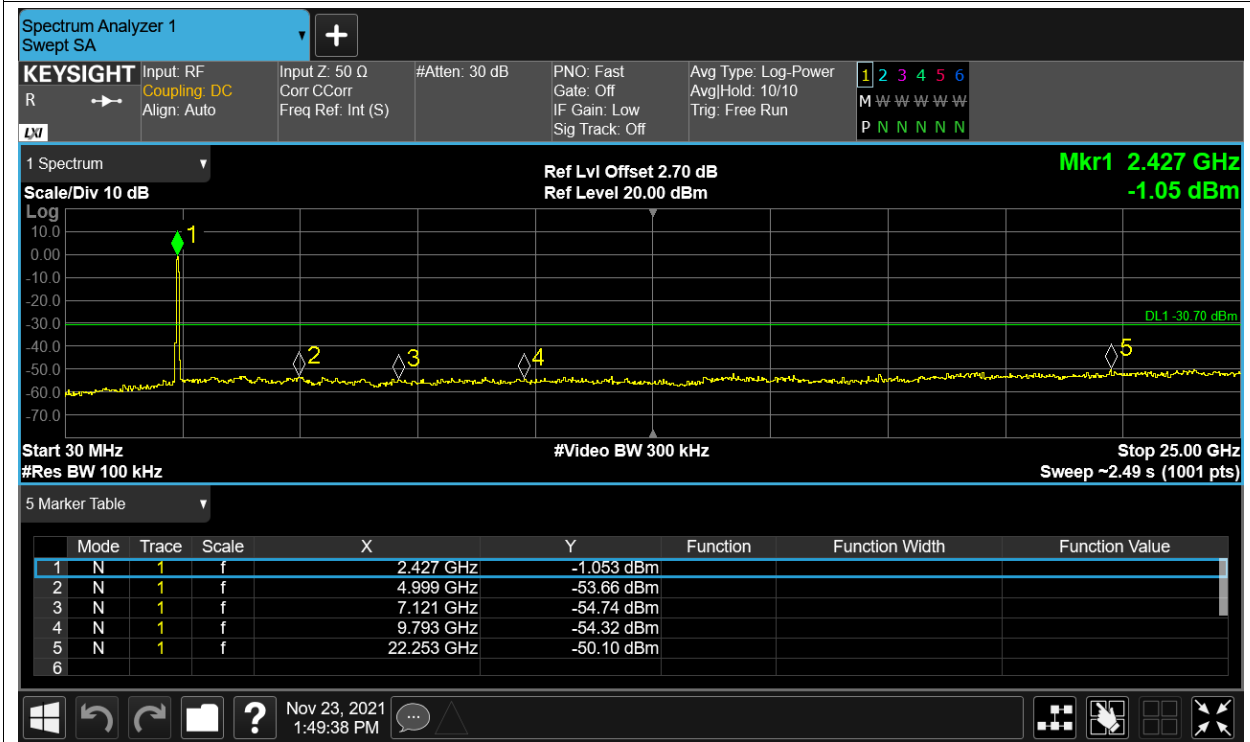 Spectrum Analyzer 1
Swept SA
KEYSIGHT
R
LXI
Input: RF
Coupling: DC
Align: Auto
Input Z: 50 Ω
Corr CCorr
Freq Ref: Int (S)
#Atten: 30 dB
PNO: Fast
Gate: Off
IF Gain: Low
Sig Track: Off
Avg Type: Log-Power
Avg|Hold: 10/10
Trig: Free Run
1 2 3 4 5 6
M W W W W W
P N N N N N
1 Spectrum
Scale/Div 10 dB
Ref Lvl Offset 2.70 dB
Ref Level 20.00 dBm
Mkr1 2.427 GHz
-1.05 dBm
Log
10.0
0.00
-10.0
-20.0
-30.0
-40.0
-50.0
-60.0
-70.0
1
2
3
4
5
DL1 -30.70 dBm
Start 30 MHz
#Res BW 100 kHz
#Video BW 300 kHz
Stop 25.00 GHz
Sweep ~2.49 s (1001 pts)
5 Marker Table
Mode Trace Scale X Y Function Function Width Function Value
1 N 1 f 2.427 GHz -1.053 dBm
2 N 1 f 4.999 GHz -53.66 dBm
3 N 1 f 7.121 GHz -54.74 dBm
4 N 1 f 9.793 GHz -54.32 dBm
5 N 1 f 22.253 GHz -50.10 dBm
6
?
Nov 23, 2021
1:49:38 PM